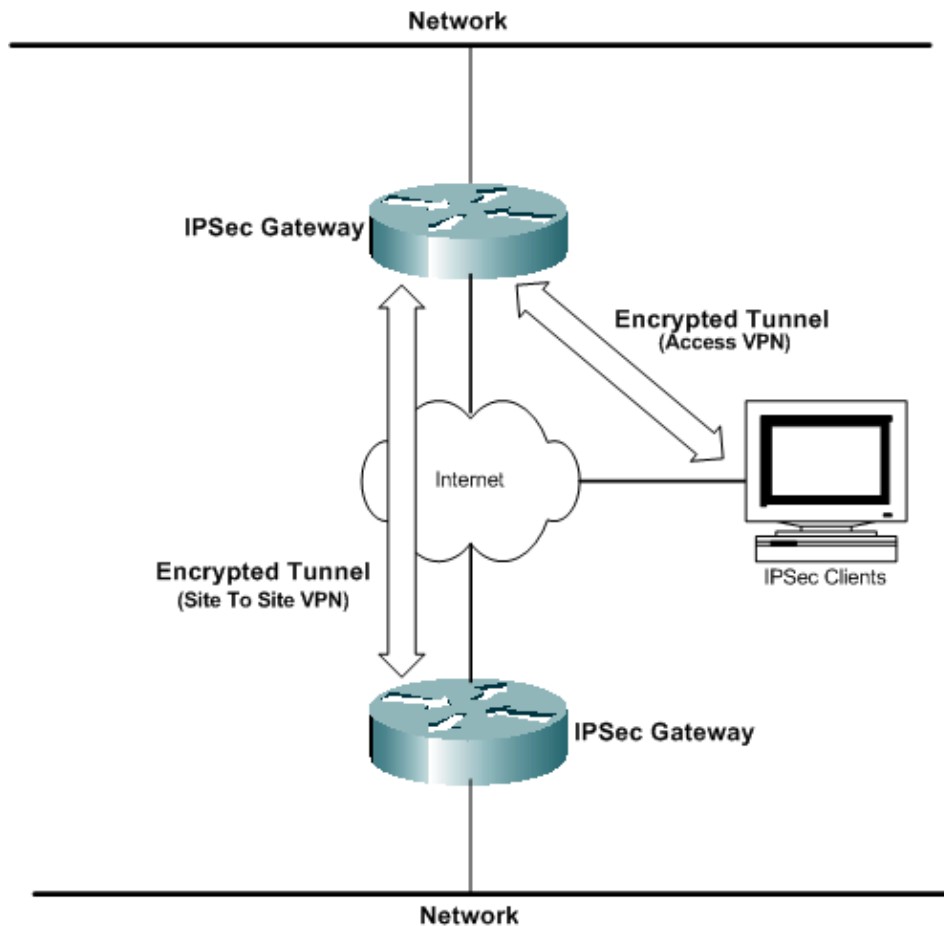 Network
IPSec Gateway
Encrypted Tunnel
(Access VPN)
Internet
Encrypted Tunnel
(Site To Site VPN)
IPSec Clients
IPSec Gateway
Network